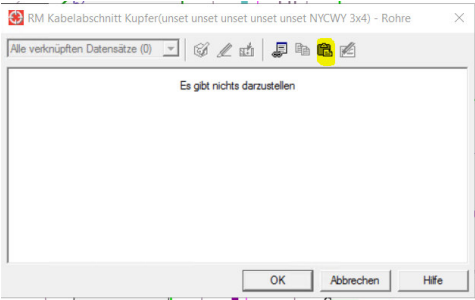 RM Kabelabschnitt Kupfer(unset unset unset unset unset NYCWY 3x4) - Rohre
Alle verknüpften Datensätze (0)
Es gibt nichts darzustellen
OK Abbrechen Hilfe